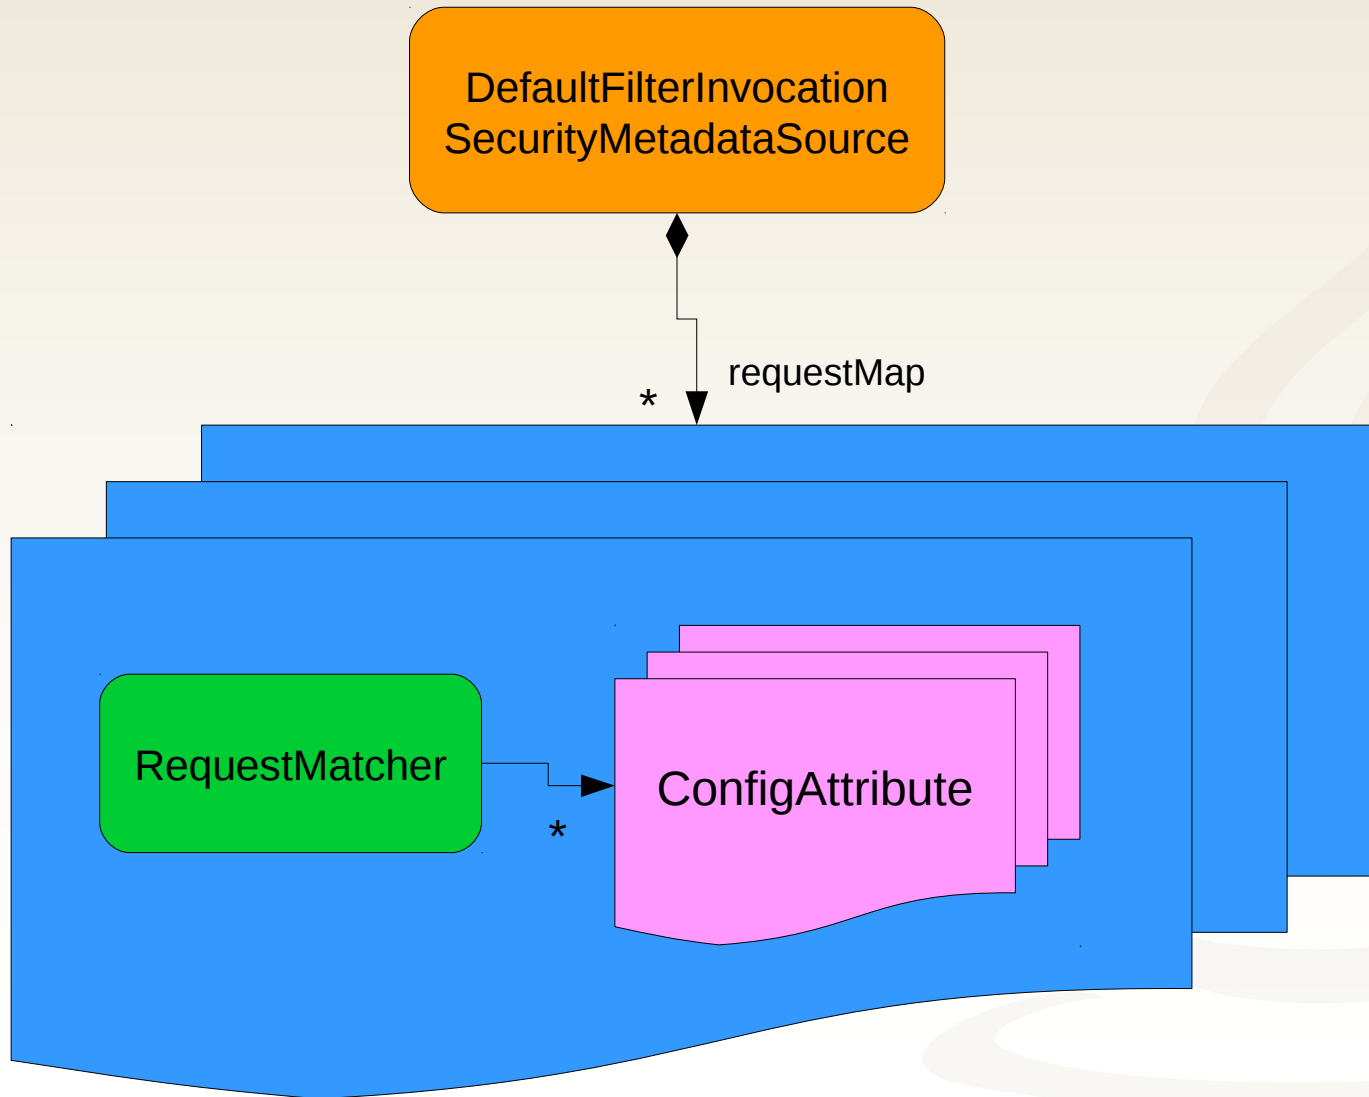 DefaultFilterInvocation
SecurityMetadataSource
requestMap
*
RequestMatcher
ConfigAttribute
*